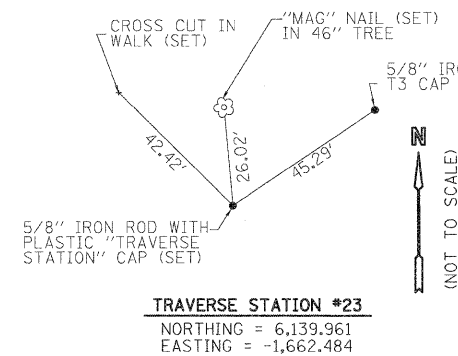 CROSS CUT IN
WALK (SET)
"MAG" NAIL (SET)
IN 46" TREE
5/8" IR
T3 CAP
42.42'
26.02'
45.29'
N
(NOT TO SCALE)
5/8" IRON ROD WITH
PLASTIC "TRAVERSE
STATION" CAP (SET)
TRAVERSE STATION #23
NORTHING = 6,139.961
EASTING = -1,662.484